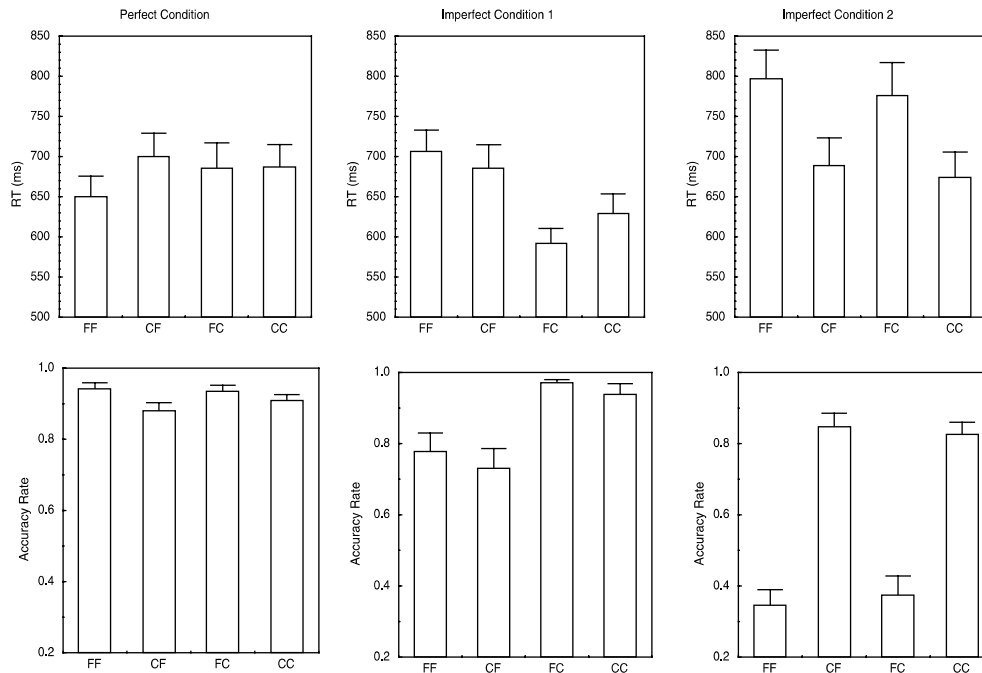 Perfect Condition
Imperfect Condition 1
Imperfect Condition 2
850
800
750
700
650
600
550
500
RT (ms)
FF CF FC CC
850
800
750
700
650
600
550
500
RT (ms)
FF CF FC CC
850
800
750
700
650
600
550
500
RT (ms)
FF CF FC CC
1.0
0.8
0.6
0.4
0.2
Accuracy Rate
FF CF FC CC
1.0
0.8
0.6
0.4
0.2
Accuracy Rate
FF CF FC CC
1.0
0.8
0.6
0.4
0.2
Accuracy Rate
FF CF FC CC